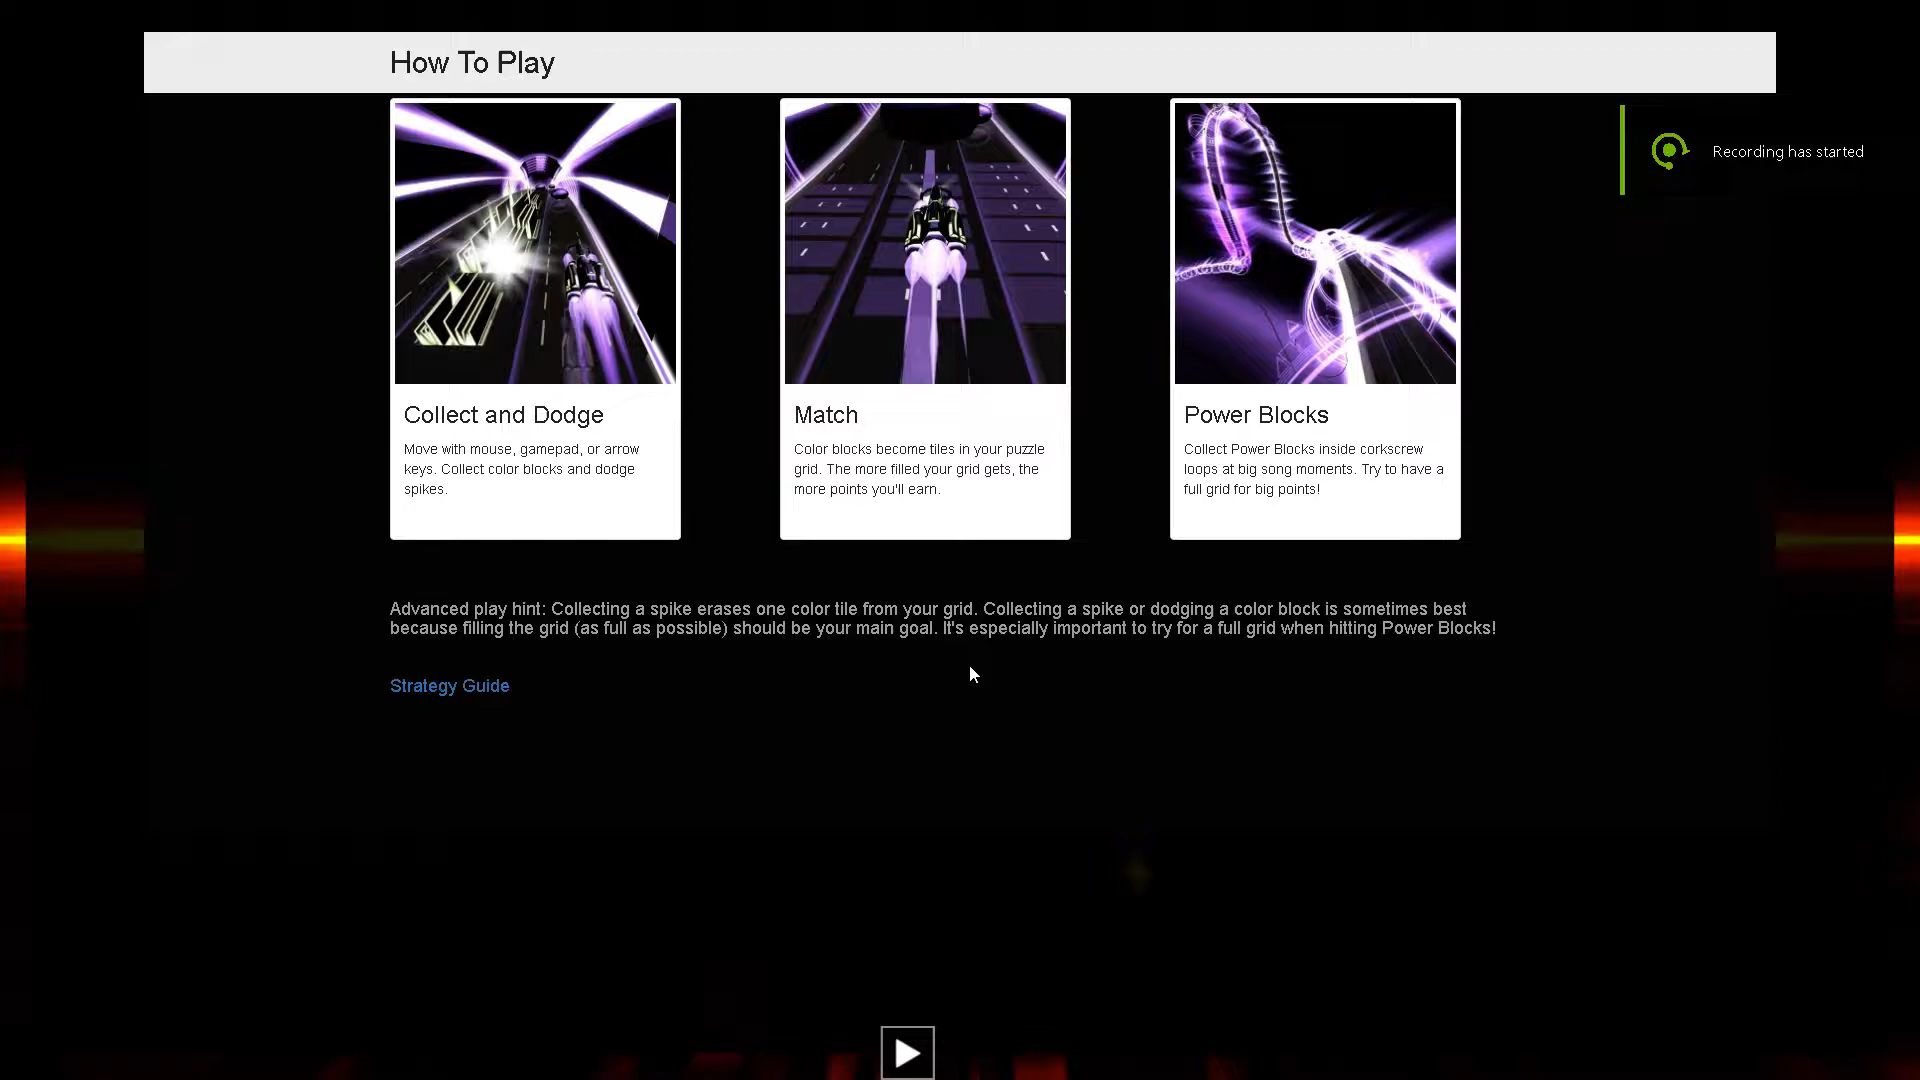 How To Play
Recording has started
Collect and Dodge
Move with mouse, gamepad, or arrow
keys. Collect color blocks and dodge
spikes.
Match
Color blocks become tiles in your puzzle
grid. The more filled your grid gets, the
more points you'll earn.
Power Blocks
Collect Power Blocks inside corkscrew
loops at big song moments. Try to have a
full grid for big points!
Advanced play hint: Collecting a spike erases one color tile from your grid. Collecting a spike or dodging a color block is sometimes best
because filling the grid (as full as possible) should be your main goal. It's especially important to try for a full grid when hitting Power Blocks!
Strategy Guide